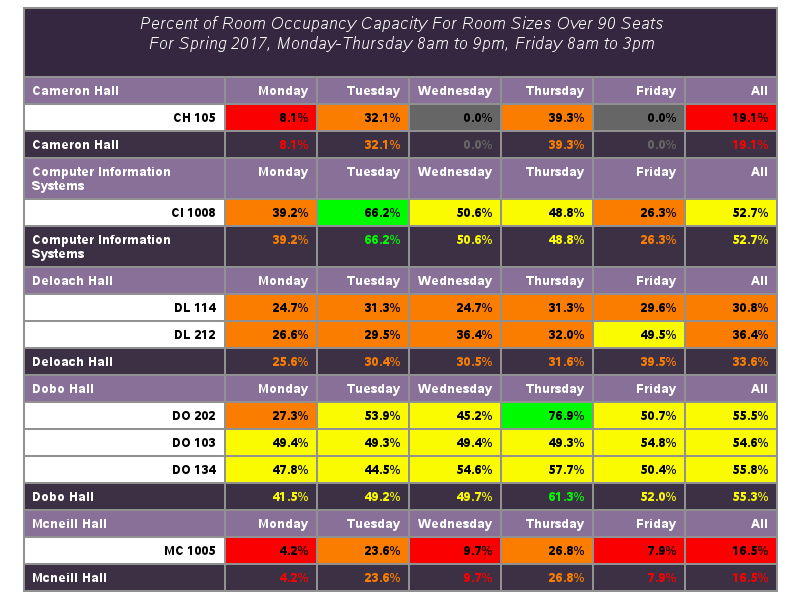 Percent of Room Occupancy Capacity For Room Sizes Over 90 Seats
For Spring 2017, Monday-Thursday 8am to 9pm, Friday 8am to 3pm
Cameron Hall Monday Tuesday Wednesday Thursday Friday All
CH 105 8.1% 32.1% 0.0% 39.3% 0.0% 19.1%
Cameron Hall 8.1% 32.1% 0.0% 39.3% 0.0% 19.1%
Computer Information Monday Tuesday Wednesday Thursday Friday All
Systems
CI 1008 39.2% 66.2% 50.6% 48.8% 26.3% 52.7%
Computer Information 39.2% 66.2% 50.6% 48.8% 26.3% 52.7%
Systems
Deloach Hall Monday Tuesday Wednesday Thursday Friday All
DL 114 24.7% 31.3% 24.7% 31.3% 29.6% 30.8%
DL 212 26.6% 29.5% 36.4% 32.0% 49.5% 36.4%
Deloach Hall 25.6% 30.4% 30.5% 31.6% 39.5% 33.6%
Dobo Hall Monday Tuesday Wednesday Thursday Friday All
DO 202 27.3% 53.9% 45.2% 76.9% 50.7% 55.5%
DO 103 49.4% 49.3% 49.4% 49.3% 54.8% 54.6%
DO 134 47.8% 44.5% 54.6% 57.7% 50.4% 55.8%
Dobo Hall 41.5% 49.2% 49.7% 61.3% 52.0% 55.3%
Mcneill Hall Monday Tuesday Wednesday Thursday Friday All
MC 1005 4.2% 23.6% 9.7% 26.8% 7.9% 16.5%
Mcneill Hall 4.2% 23.6% 9.7% 26.8% 7.9% 16.5%